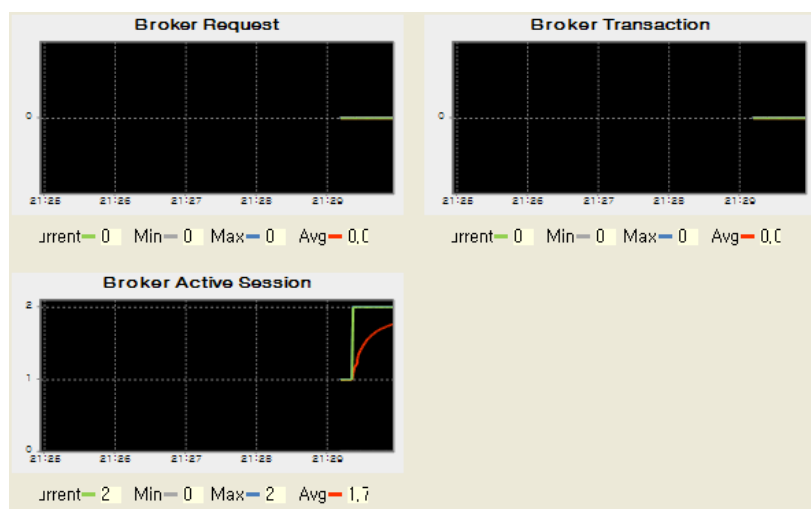 Broker Request
0
21:25 21:26 21:27 21:28 21:29
urrent 0 Min 0 Max 0 Avg 0,0
Broker Transaction
0
21:25 21:26 21:27 21:28 21:29
urrent 0 Min 0 Max 0 Avg 0,0
Broker Active Session
2
1
0
21:25 21:26 21:27 21:28 21:29
urrent 2 Min 0 Max 2 Avg 1,7